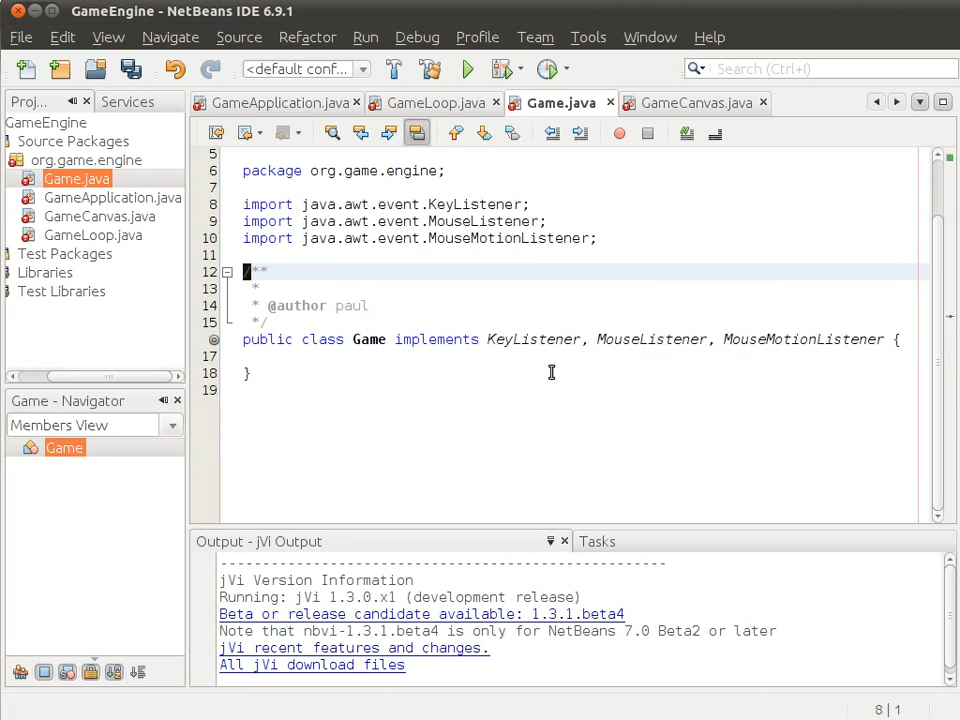 GameEngine - NetBeans IDE 6.9.1
File Edit View Navigate Source Refactor Run Debug Profile Team Tools Window Help
<default conf...
Search (Ctrl+I)
Proj... Services
GameApplication.java GameLoop.java Game.java GameCanvas.java
GameEngine
Source Packages
org.game.engine
Game.java
GameApplication.java
GameCanvas.java
GameLoop.java
Test Packages
Libraries
Test Libraries
5
6 package org.game.engine;
7
8 import java.awt.event.KeyListener;
9 import java.awt.event.MouseListener;
10 import java.awt.event.MouseMotionListener;
11
12 /**
13 *
14 * @author paul
15 */
public class Game implements KeyListener, MouseListener, MouseMotionListener {
17
18 }
19
Game - Navigator
Members View
Game
Output - jVi Output Tasks
-----------------------------------------------------
jVi Version Information
Running: jVi 1.3.0.x1 (development release)
Beta or release candidate available: 1.3.1.beta4
Note that nbvi-1.3.1.beta4 is only for NetBeans 7.0 Beta2 or later
jVi recent features and changes.
All jVi download files
8 | 1